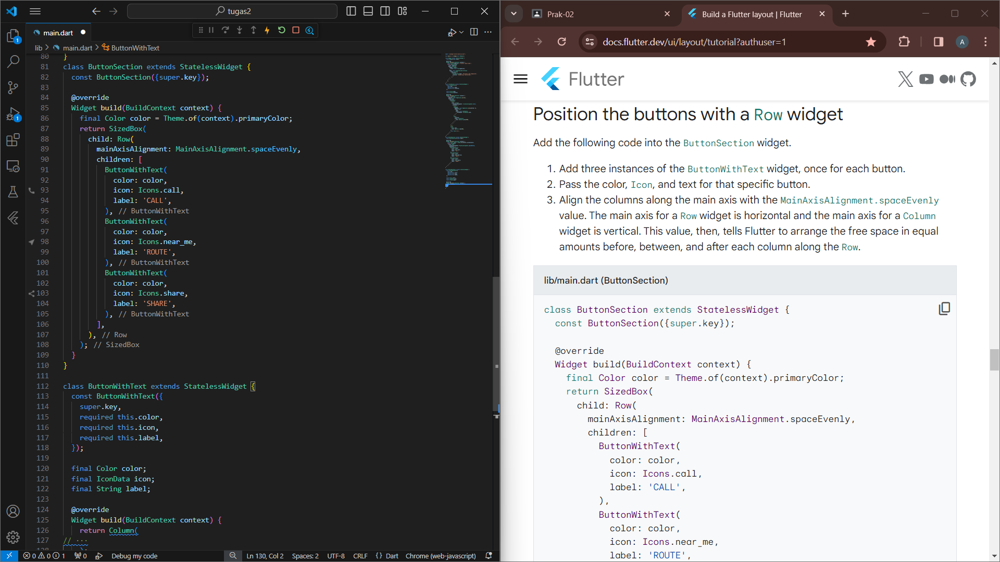 tugas2
main.dart
lib > main.dart > ButtonWithText
80 }
81 class ButtonSection extends StatelessWidget {
82 const ButtonSection({super.key});
83
84 @override
85 Widget build(BuildContext context) {
86 final Color color = Theme.of(context).primaryColor;
87 return SizedBox(
88 child: Row(
89 mainAxisAlignment: MainAxisAlignment.spaceEvenly,
90 children: [
91 ButtonWithText(
92 color: color,
93 icon: Icons.call,
94 label: 'CALL',
95 ), // ButtonWithText
96 ButtonWithText(
97 color: color,
98 icon: Icons.near_me,
99 label: 'ROUTE',
100 ), // ButtonWithText
101 ButtonWithText(
102 color: color,
103 icon: Icons.share,
104 label: 'SHARE',
105 ), // ButtonWithText
106 ],
107 ), // Row
108 ); // SizedBox
109 }
110 }
111
112 class ButtonWithText extends StatelessWidget {
113 const ButtonWithText({
114 super.key,
115 required this.color,
116 required this.icon,
117 required this.label,
118 });
119
120 final Color color;
121 final IconData icon;
122 final String label;
123
124 @override
125 Widget build(BuildContext context) {
126 return Column(
127 // ···
128 );
0 0 1 0 Debug my code Ln 130, Col 2 Spaces: 2 UTF-8 CRLF {} Dart Chrome (web-javascript)
Prak-02
Build a Flutter layout | Flutter
docs.flutter.dev/ui/layout/tutorial?authuser=1
A
Flutter
Position the buttons with a Row widget
Add the following code into the ButtonSection widget.
1. Add three instances of the ButtonWithText widget, once for each button.
2. Pass the color, Icon, and text for that specific button.
3. Align the columns along the main axis with the MainAxisAlignment.spaceEvenly
value. The main axis for a Row widget is horizontal and the main axis for a Column
widget is vertical. This value, then, tells Flutter to arrange the free space in equal
amounts before, between, and after each column along the Row.
lib/main.dart (ButtonSection)
class ButtonSection extends StatelessWidget {
const ButtonSection({super.key});
@override
Widget build(BuildContext context) {
final Color color = Theme.of(context).primaryColor;
return SizedBox(
child: Row(
mainAxisAlignment: MainAxisAlignment.spaceEvenly,
children: [
ButtonWithText(
color: color,
icon: Icons.call,
label: 'CALL',
),
ButtonWithText(
color: color,
icon: Icons.near_me,
label: 'ROUTE',